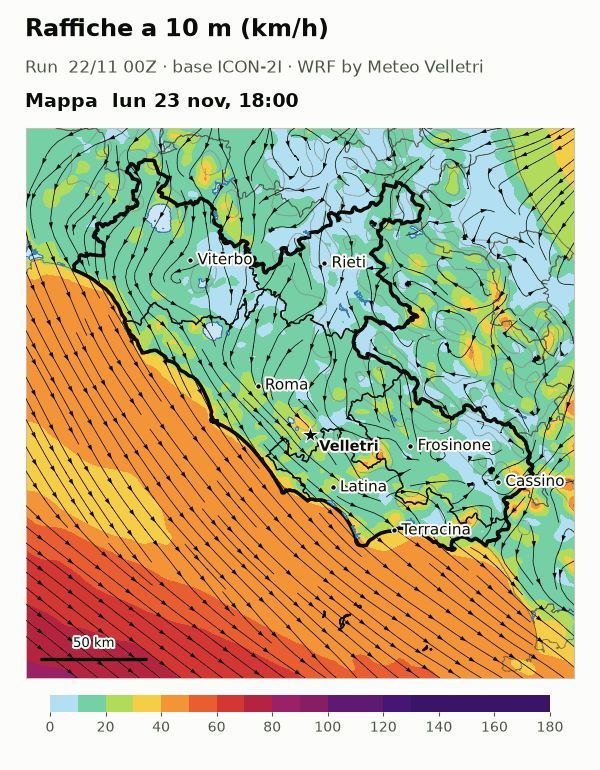 Raffiche a 10 m (km/h)
Run 22/11 00Z · base ICON-2I · WRF by Meteo Velletri
Mappa lun 23 nov, 18:00
Viterbo
Rieti
Roma
Velletri
Frosinone
Cassino
Latina
Terracina
50 km
0 20 40 60 80 100 120 140 160 180